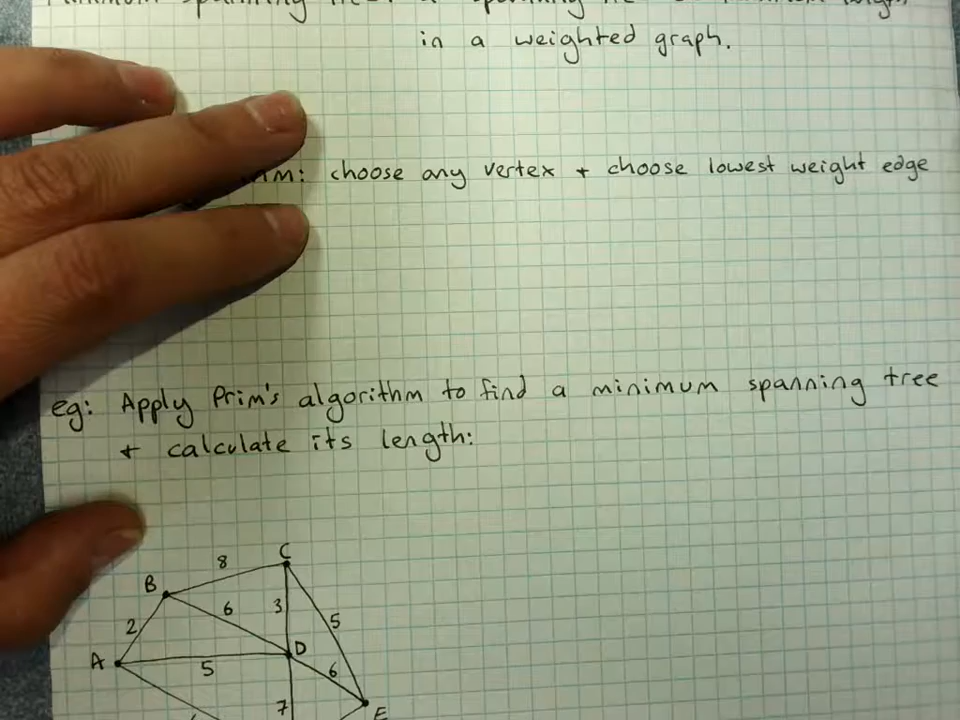 in a weighted graph.
choose any vertex + choose lowest weight edge
eg: Apply Prim's algorithm to find a minimum spanning tree
+ calculate its length:
C
8
B
6
3
5
2
D
A
5
6
7
E